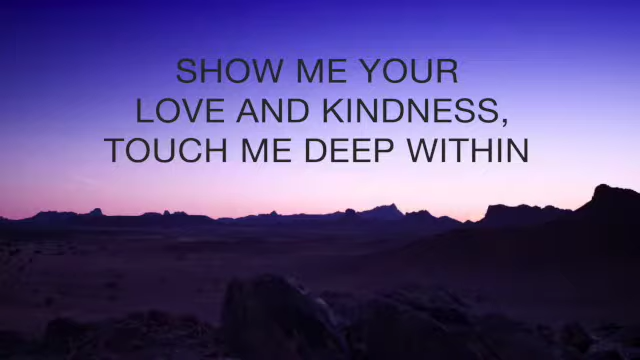 SHOW ME YOUR
LOVE AND KINDNESS,
TOUCH ME DEEP WITHIN